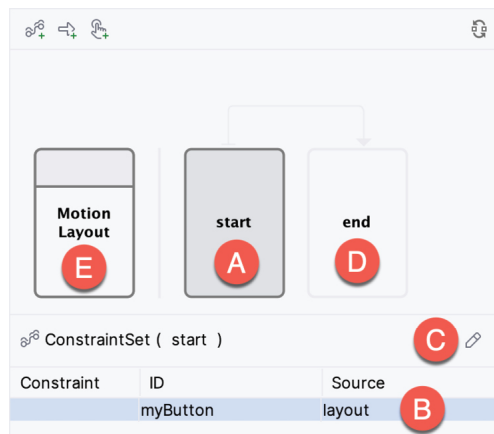 Motion
Layout
start
end
E
A
D
ConstraintSet ( start )
C
Constraint ID Source
myButton layout
B